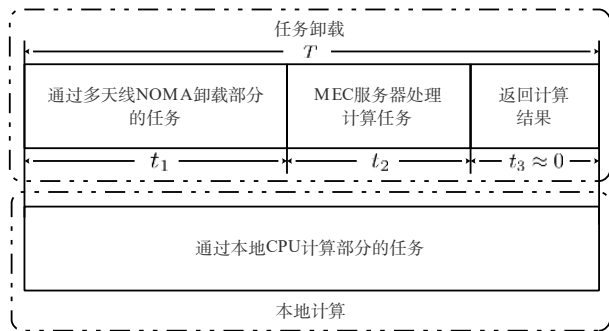 任务卸载
T
通过多天线NOMA卸载部分
的任务
MEC服务器处理
计算任务
返回计算
结果
t₁
t₂
t₃ ≈ 0
通过本地CPU计算部分的任务
本地计算